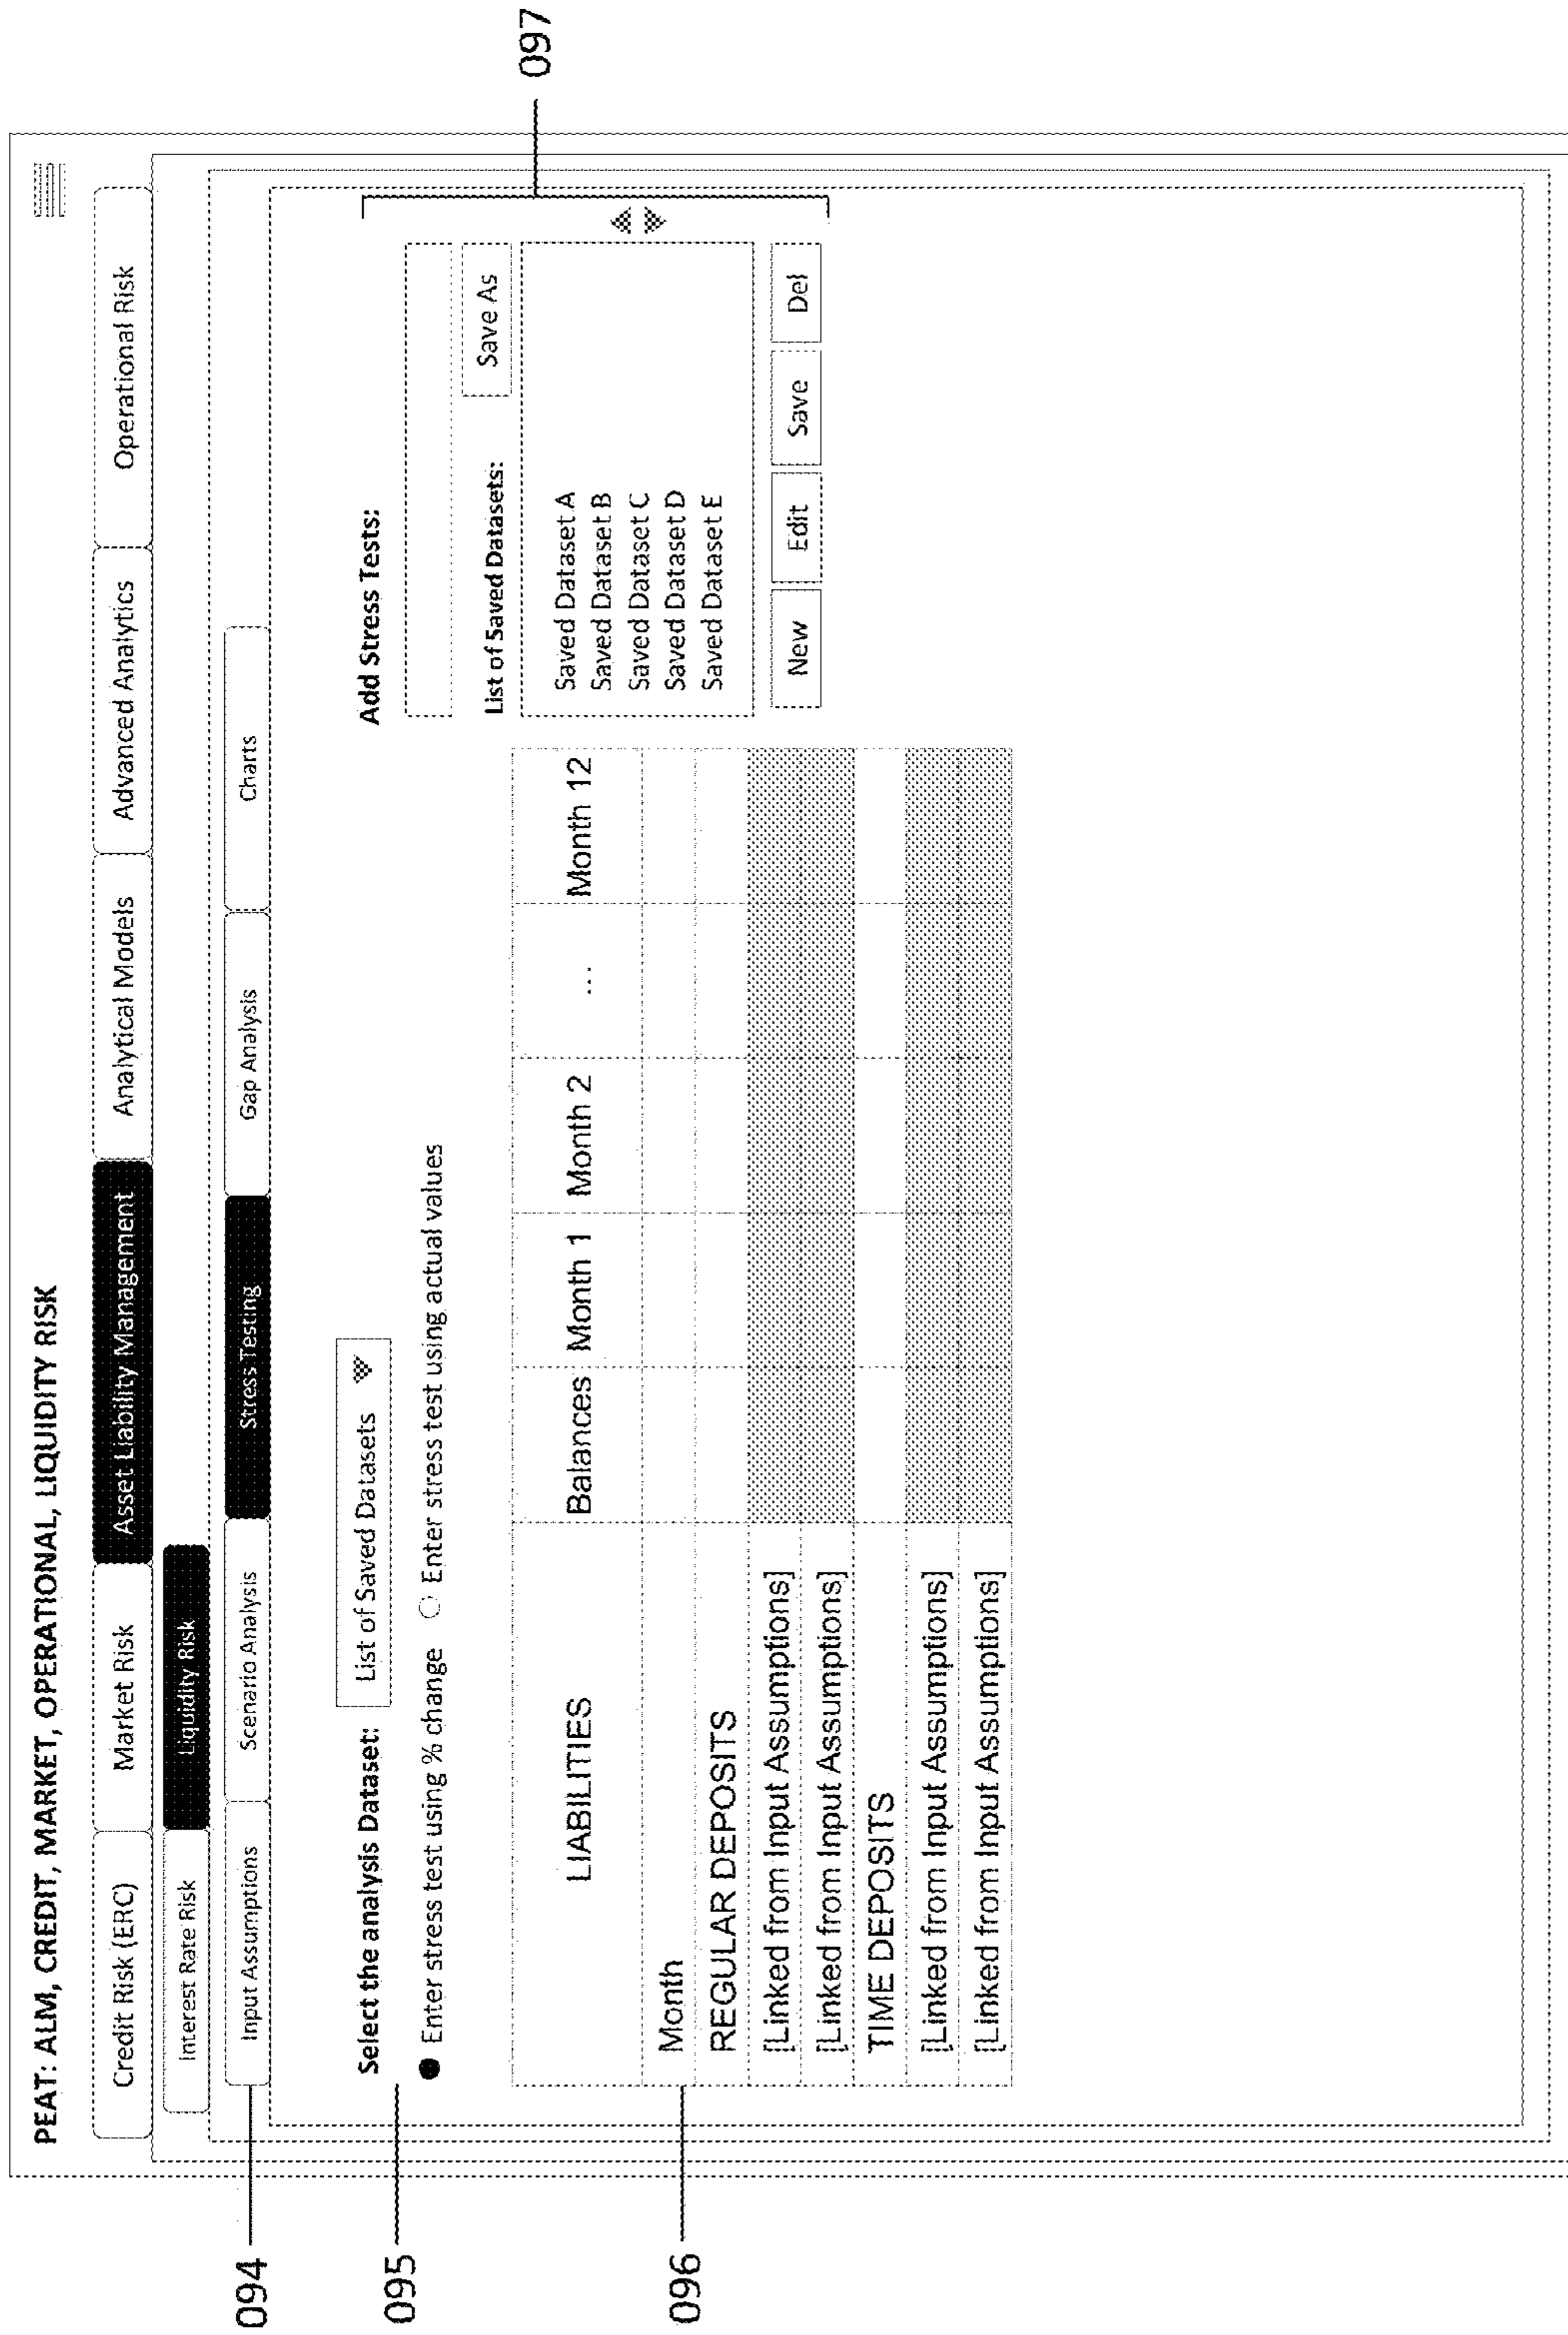 PEAT: ALM, CREDIT, MARKET, OPERATIONAL, LIQUIDITY RISK
Credit Risk (ERC) Market Risk Asset Liability Management Analytical Models Advanced Analytics Operational Risk
Interest Rate Risk Liquidity Risk
094 Input Assumptions Scenario Analysis Stress Testing Gap Analysis Charts
095 Select the analysis Dataset: List of Saved Datasets
Enter stress test using % change Enter stress test using actual values
Add Stress Tests:
Save As
List of Saved Datasets:
Saved Dataset A
Saved Dataset B
Saved Dataset C
Saved Dataset D
Saved Dataset E
New Edit Save Del
097
LIABILITIES Balances Month 1 Month 2 ... Month 12
096 Month
REGULAR DEPOSITS
[Linked from Input Assumptions]
[Linked from Input Assumptions]
TIME DEPOSITS
[Linked from Input Assumptions]
[Linked from Input Assumptions]